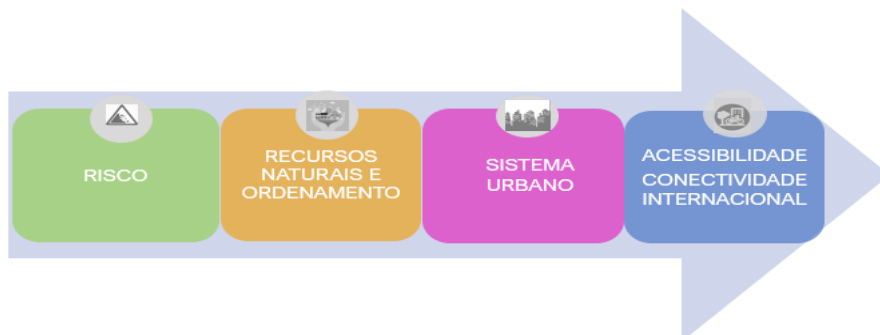 RISCO
RECURSOS
NATURAIS E
ORDENAMENTO
SISTEMA
URBANO
ACESSIBILIDADE
CONECTIVIDADE
INTERNACIONAL